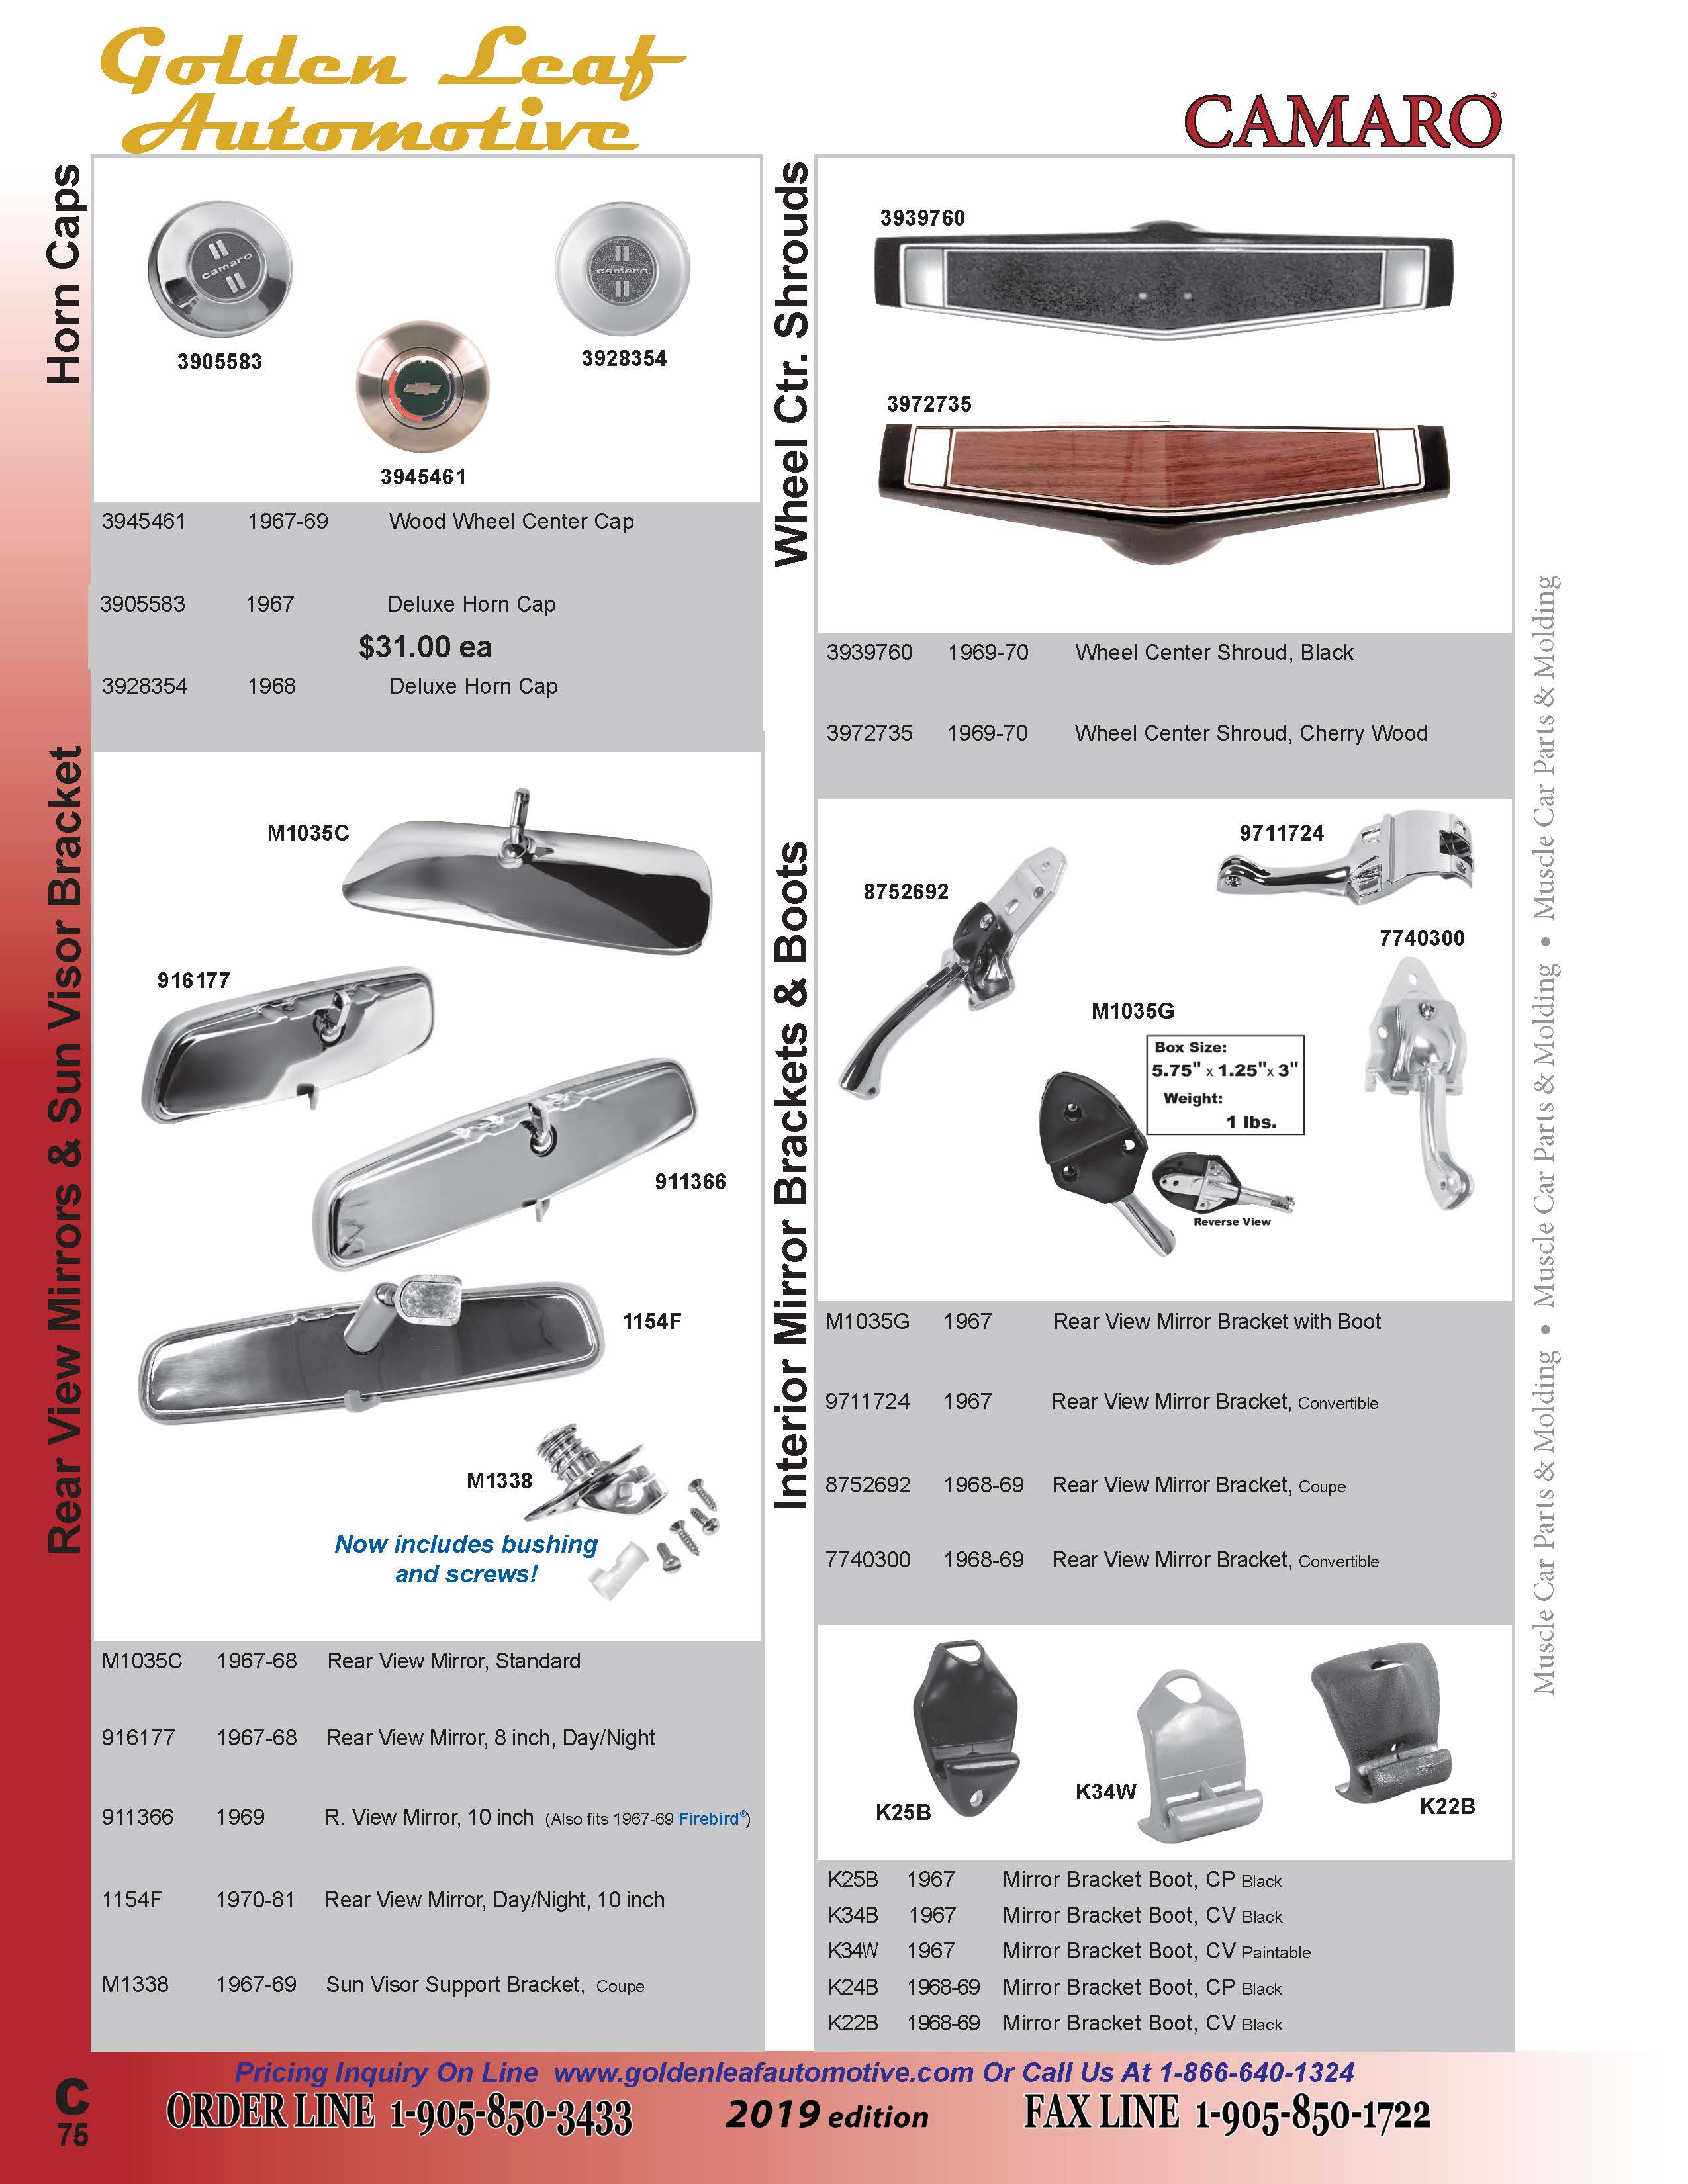 Golden Leaf
Automotive
CAMARO®
Horn Caps
3905583
3928354
3945461
camaro
camaro
3945461 1967-69 Wood Wheel Center Cap
3905583 1967 Deluxe Horn Cap
$31.00 ea
3928354 1968 Deluxe Horn Cap
Rear View Mirrors & Sun Visor Bracket
M1035C
916177
911366
1154F
M1338
Now includes bushing
and screws!
M1035C 1967-68 Rear View Mirror, Standard
916177 1967-68 Rear View Mirror, 8 inch, Day/Night
911366 1969 R. View Mirror, 10 inch (Also fits 1967-69 Firebird®)
1154F 1970-81 Rear View Mirror, Day/Night, 10 inch
M1338 1967-69 Sun Visor Support Bracket, Coupe
Wheel Ctr. Shrouds
3939760
3972735
3939760 1969-70 Wheel Center Shroud, Black
3972735 1969-70 Wheel Center Shroud, Cherry Wood
Interior Mirror Brackets & Boots
9711724
8752692
7740300
M1035G
Box Size:
5.75" x 1.25" x 3"
Weight:
1 lbs.
Reverse View
M1035G 1967 Rear View Mirror Bracket with Boot
9711724 1967 Rear View Mirror Bracket, Convertible
8752692 1968-69 Rear View Mirror Bracket, Coupe
7740300 1968-69 Rear View Mirror Bracket, Convertible
K25B
K34W
K22B
K25B 1967 Mirror Bracket Boot, CP Black
K34B 1967 Mirror Bracket Boot, CV Black
K34W 1967 Mirror Bracket Boot, CV Paintable
K24B 1968-69 Mirror Bracket Boot, CP Black
K22B 1968-69 Mirror Bracket Boot, CV Black
Muscle Car Parts & Molding • Muscle Car Parts & Molding • Muscle Car Parts & Molding
Pricing Inquiry On Line www.goldenleafautomotive.com Or Call Us At 1-866-640-1324
C
75
ORDER LINE 1-905-850-3433
2019 edition
FAX LINE 1-905-850-1722